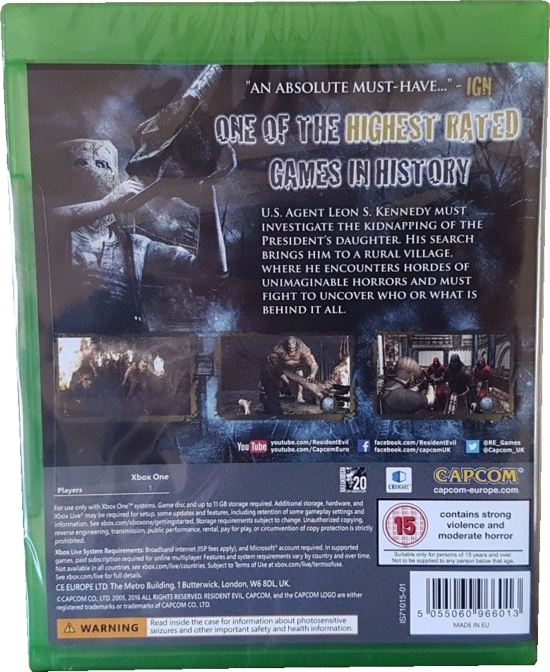 "AN ABSOLUTE MUST-HAVE..." - IGN
ONE OF THE HIGHEST RATED
GAMES IN HISTORY
U.S. AGENT LEON S. KENNEDY MUST
INVESTIGATE THE KIDNAPPING OF THE
PRESIDENT'S DAUGHTER. HIS SEARCH
BRINGS HIM TO A RURAL VILLAGE,
WHERE HE ENCOUNTERS HORDES OF
UNIMAGINABLE HORRORS AND MUST
FIGHT TO UNCOVER WHO OR WHAT IS
BEHIND IT ALL.
YouTube youtube.com/ResidentEvil
youtube.com/CapcomEuro
facebook.com/ResidentEvil
facebook.com/capcomUK
@RE_Games
@Capcom_UK
Xbox One
Players 1
20
CRIWARE
CAPCOM
capcom-europe.com
For use only with Xbox One™ systems. Game disc and up to 11 GB storage required. Additional storage, hardware, and
Xbox Live* may be required for setup, some updates and features, including retention of some gameplay settings and
information. See xbox.com/xboxone/gettingstarted. Storage requirements subject to change. Unauthorized copying,
reverse engineering, transmission, public performance, rental, pay for play, or circumvention of copy protection is strictly
prohibited.
Xbox Live System Requirements: Broadband internet (ISP fees apply), and Microsoft* account required. In supported
games, paid subscription required for online multiplayer. Features and system requirements vary by country and over time.
Not available in all countries, see xbox.com/live/countries. Subject to Terms of Use at xbox.com/live/termsofuse.
See xbox.com/live for full details.
CE EUROPE LTD. The Metro Building, 1 Butterwick, London, W6 8DL, UK.
©CAPCOM CO., LTD. 2005, 2016 ALL RIGHTS RESERVED. RESIDENT EVIL, CAPCOM, and the CAPCOM LOGO are either
registered trademarks or trademarks of CAPCOM CO., LTD.
WARNING
Read inside the case for information about photosensitive
seizures and other important safety and health information.
15
contains strong
violence and
moderate horror
Suitable only for persons of 15 years and over.
Not to be supplied to any person below that age.
IS71015-01
5 055060 966013
MADE IN EU